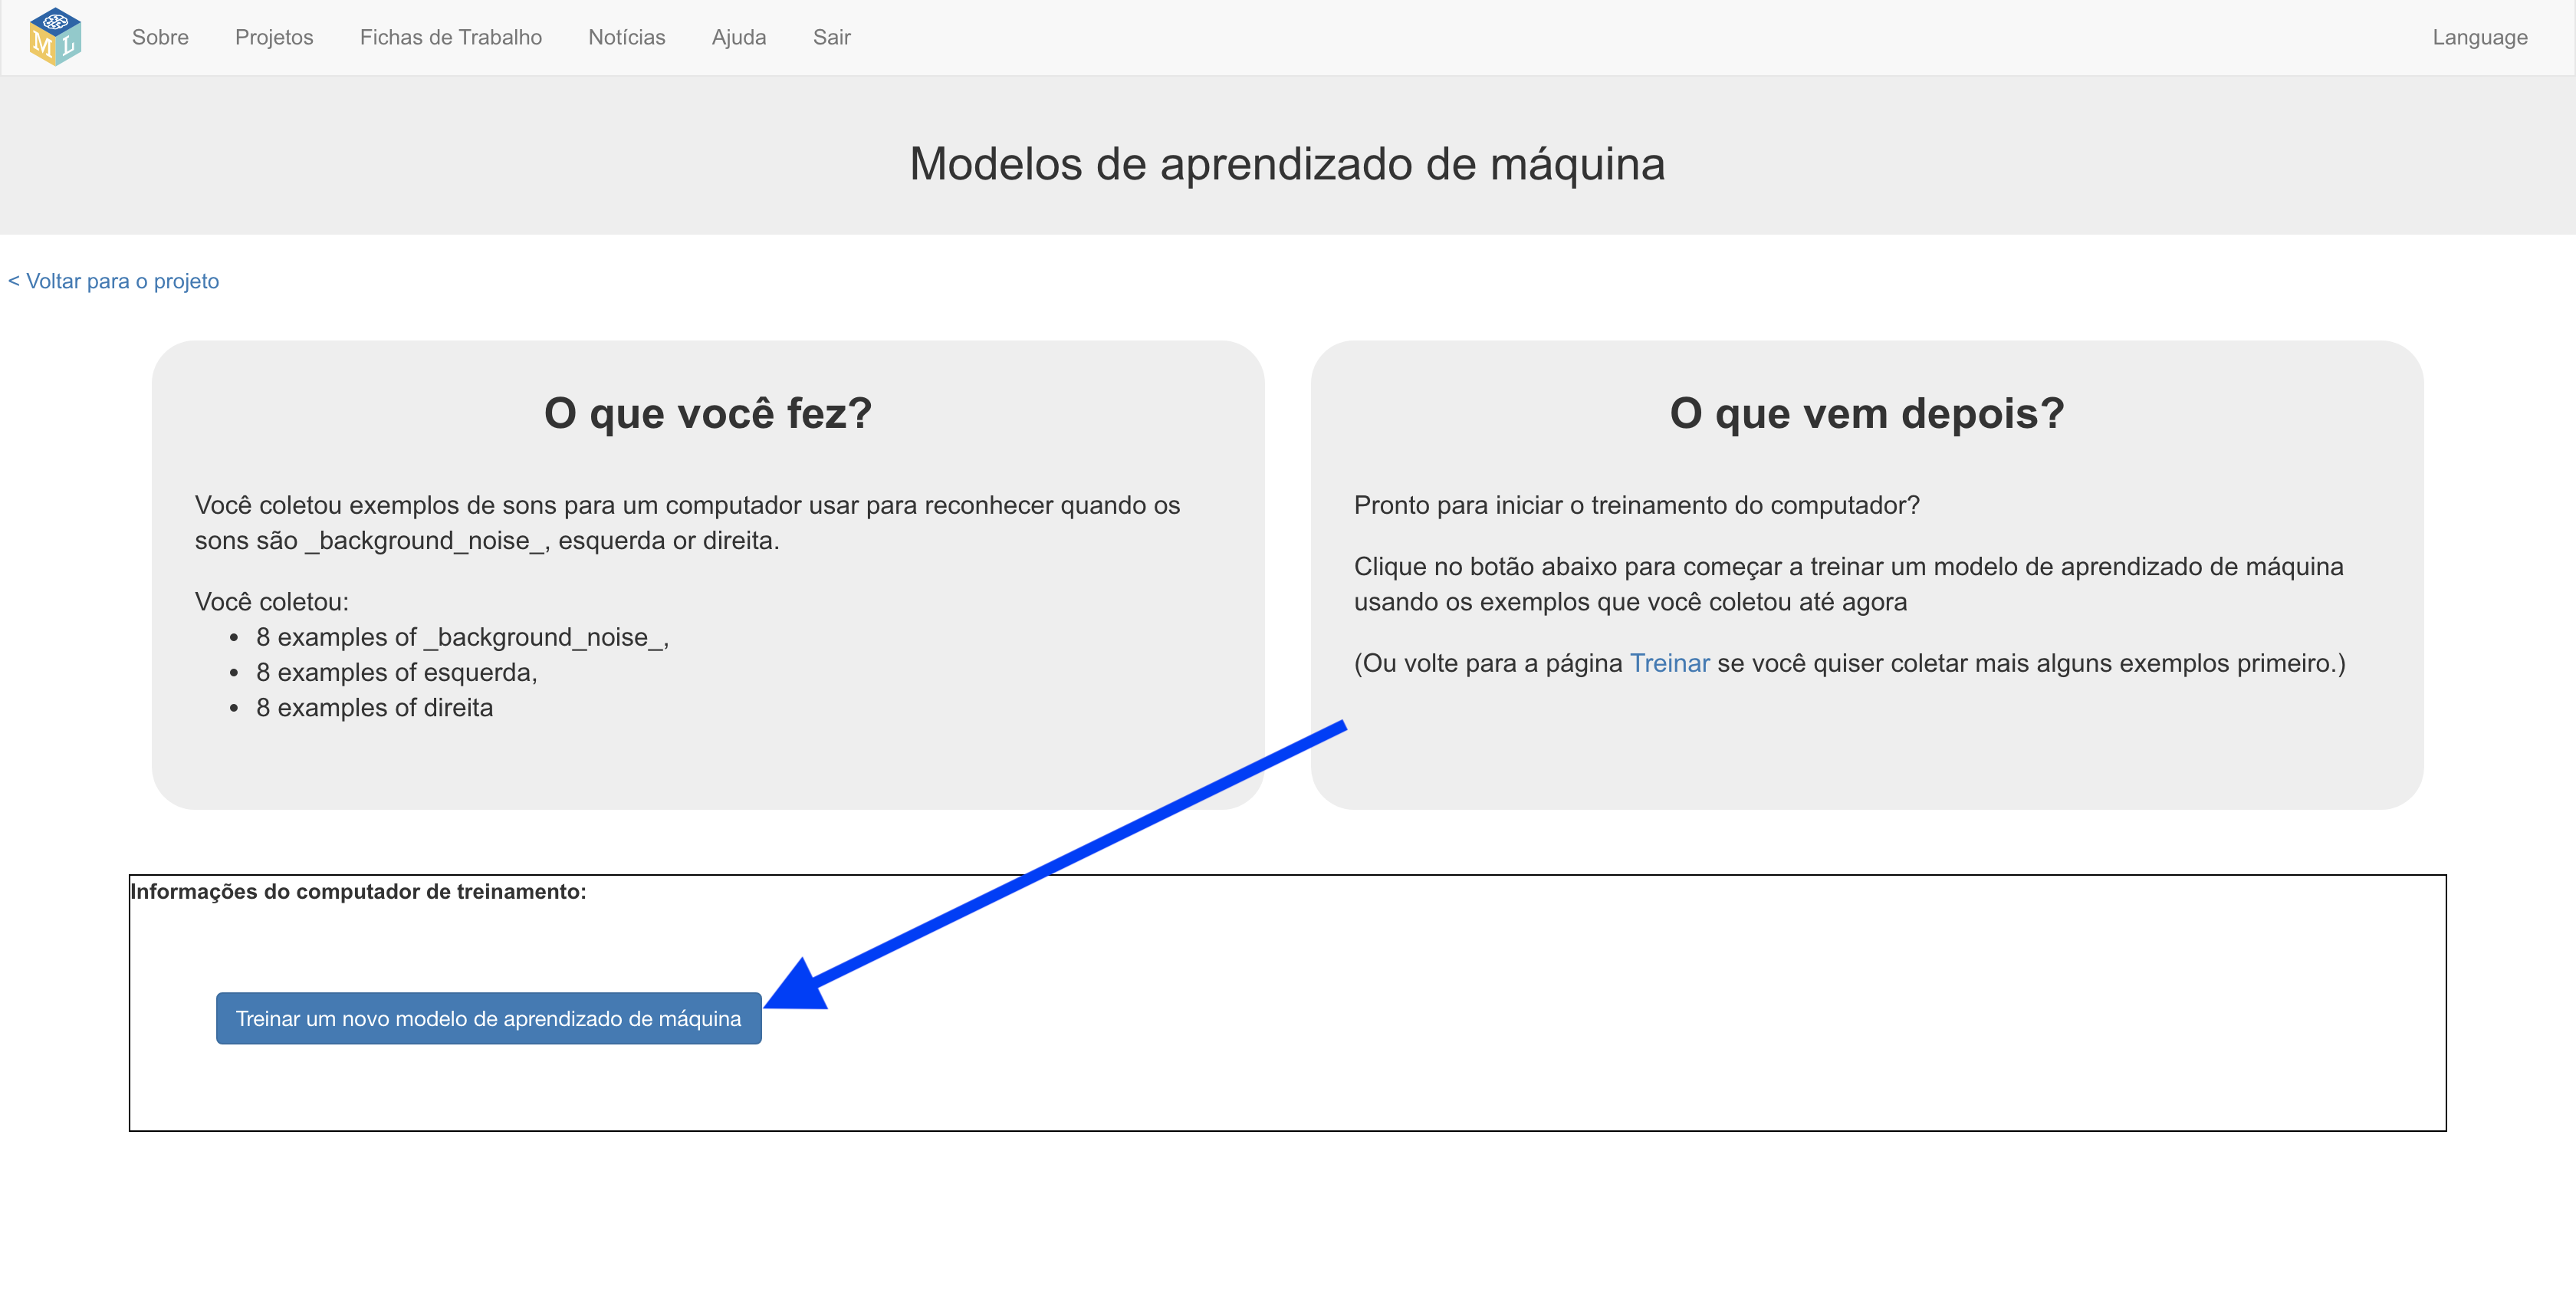 M L
Sobre Projetos Fichas de Trabalho Notícias Ajuda Sair Language
Modelos de aprendizado de máquina
< Voltar para o projeto
O que você fez?
Você coletou exemplos de sons para um computador usar para reconhecer quando os
sons são _background_noise_, esquerda or direita.
Você coletou:
• 8 examples of _background_noise_,
• 8 examples of esquerda,
• 8 examples of direita
O que vem depois?
Pronto para iniciar o treinamento do computador?
Clique no botão abaixo para começar a treinar um modelo de aprendizado de máquina
usando os exemplos que você coletou até agora
(Ou volte para a página Treinar se você quiser coletar mais alguns exemplos primeiro.)
Informações do computador de treinamento:
Treinar um novo modelo de aprendizado de máquina